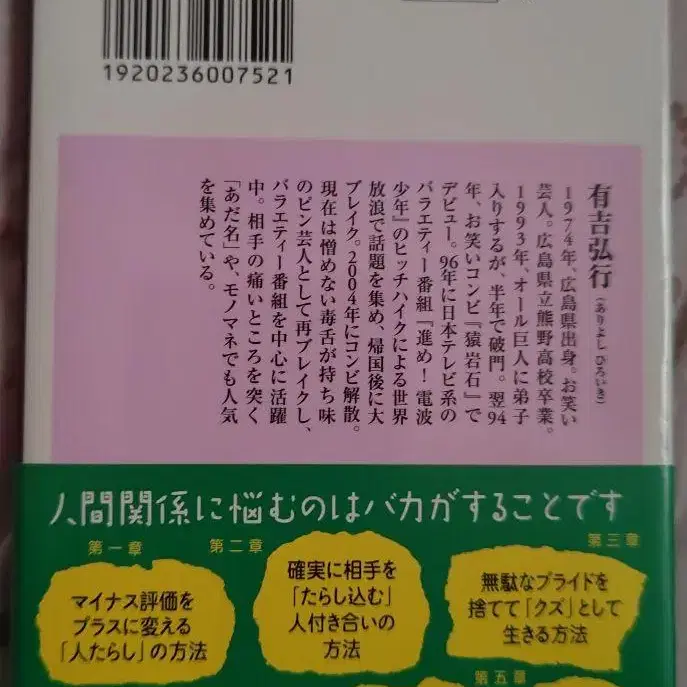 1920236007521
有吉弘行（ありよし ひろいき）
1974年、広島県出身。お笑い
芸人。広島県立熊野高校卒業。
1993年、オール巨人に弟子
入りするが、半年で破門。翌94
年、お笑いコンビ『猿岩石』で
デビュー。96年に日本テレビ系の
バラエティー番組『進め！電波
少年』のヒッチハイクによる世界
放浪で話題を集め、帰国後に大
ブレイク。2004年にコンビ解散。
現在は憎めない毒舌が持ち味
のピン芸人として再ブレイクし、
バラエティー番組を中心に活躍
中。相手の痛いところを突く
「あだ名」や、モノマネでも人気
を集めている。
人間関係に悩むのはバカがすることです
第一章
マイナス評価を
プラスに変える
「人たらし」の方法
第二章
確実に相手を
「たらし込む」
人付き合いの
方法
第三章
無駄なプライドを
捨てて「クズ」として
生きる方法
第五章